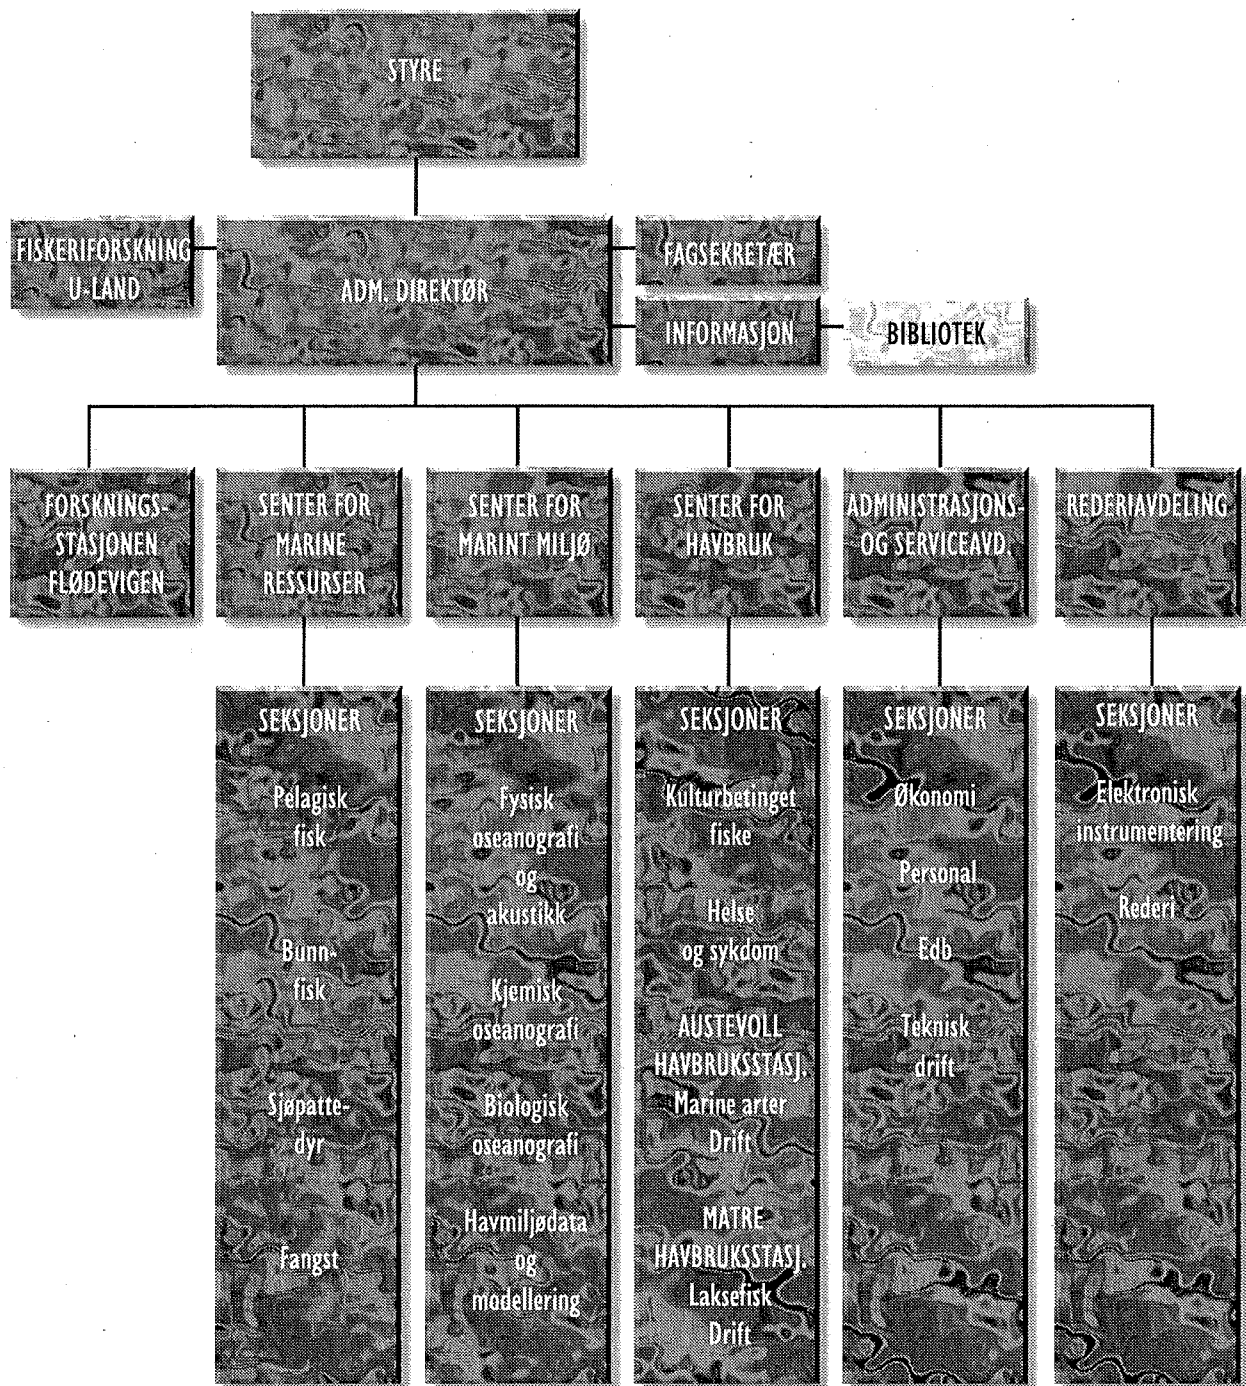 STYRE
FISKERIFORSKNING
U-LAND
ADM. DIREKTØR
FAGSEKRETÆR
INFORMASJON
BIBLIOTEK
FORSKNINGS-
STASJONEN
FLØDEVIGEN
SENTER FOR
MARINE
RESSURSER
SENTER FOR
MARINT MILJØ
SENTER FOR
HAVBRUK
ADMINISTRASJONS-
OG SERVICEAVD.
REDERIAVDELING
SEKSJONER
Pelagisk
fisk
Bunn-
fisk
Sjøpatte-
dyr
Fangst
SEKSJONER
Fysisk
oseanografi
og
akustikk
Kjemisk
oseanografi
Biologisk
oseanografi
Havmiljødata
og
modellering
SEKSJONER
Kulturbetinget
fiske
Helse
og sykdom
AUSTEVOLL
HAVBRUKSSTASJ.
Marine arter
Drift
MATRE
HAVBRUKSSTASJ.
Laksefisk
Drift
SEKSJONER
Økonomi
Personal
Edb
Teknisk
drift
SEKSJONER
Elektronisk
instrumentering
Rederi